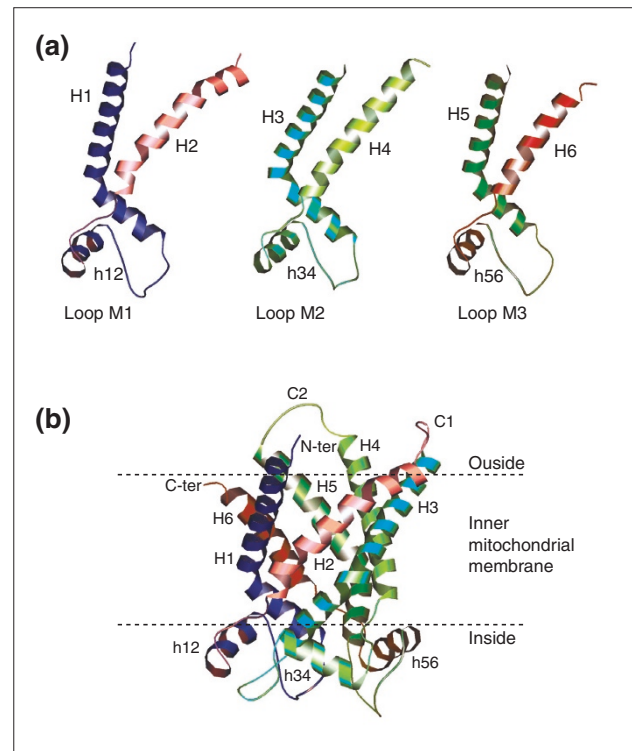 (a)
H1
H2
H3
H4
H5
H6
h12
h34
h56
Loop M1
Loop M2
Loop M3
(b)
C2
C1
N-ter
H4
Ouside
C-ter
H5
H6
H3
H1
H2
Inner
mitochondrial
membrane
Inside
h12
h34
h56